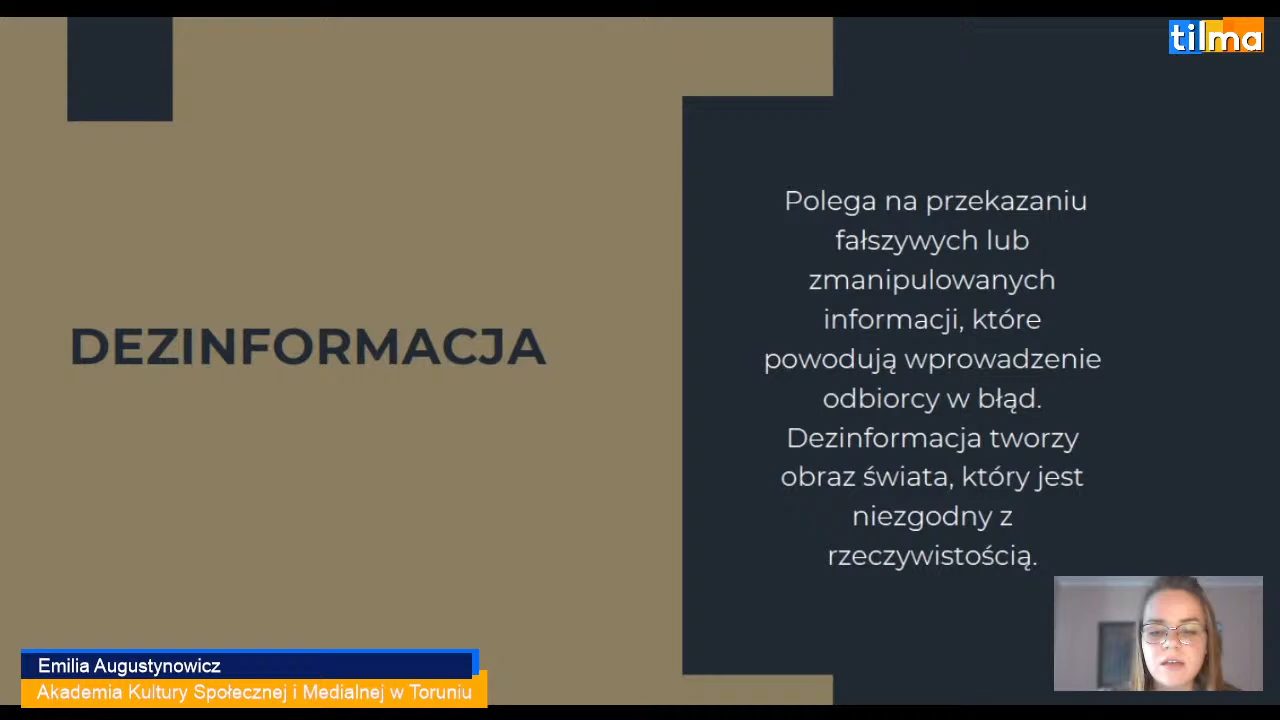 tilma
DEZINFORMACJA
Polega na przekazaniu
fałszywych lub
zmanipulowanych
informacji, które
powodują wprowadzenie
odbiorcy w błąd.
Dezinformacja tworzy
obraz świata, który jest
niezgodny z
rzeczywistością.
Emilia Augustynowicz
Akademia Kultury Społecznej i Medialnej w Toruniu